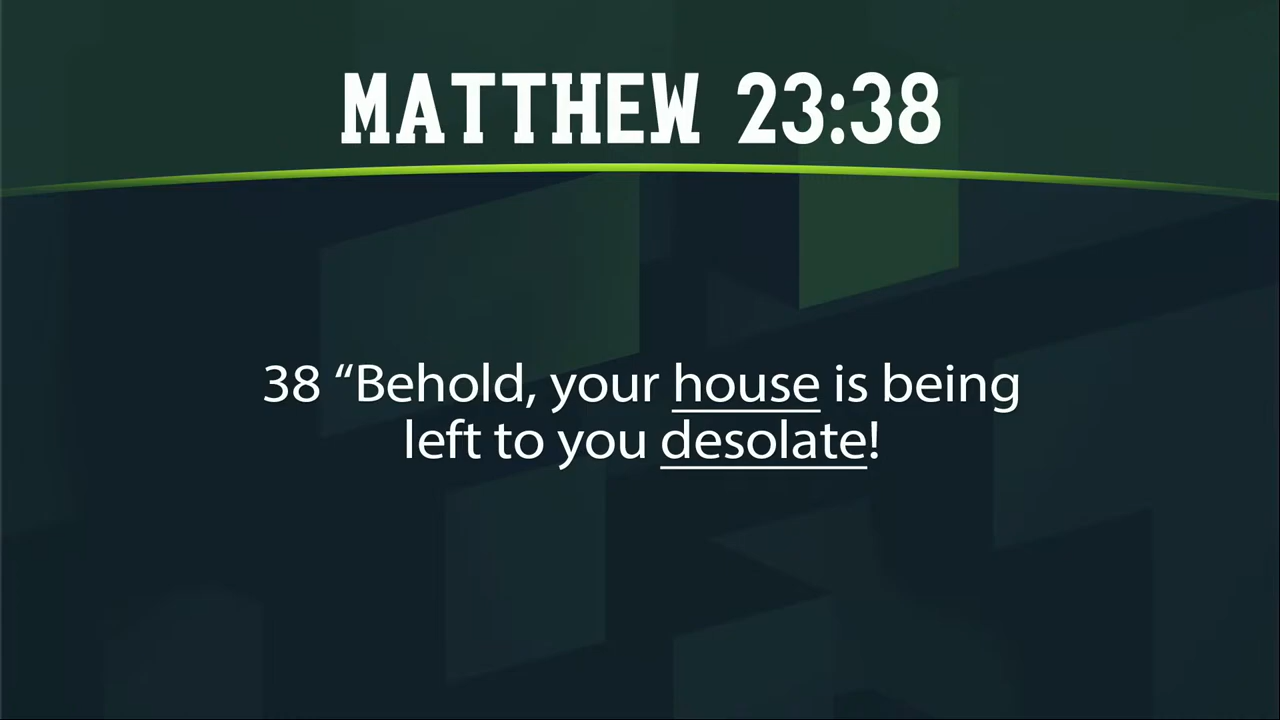 MATTHEW 23:38
38 “Behold, your house is being
left to you desolate!